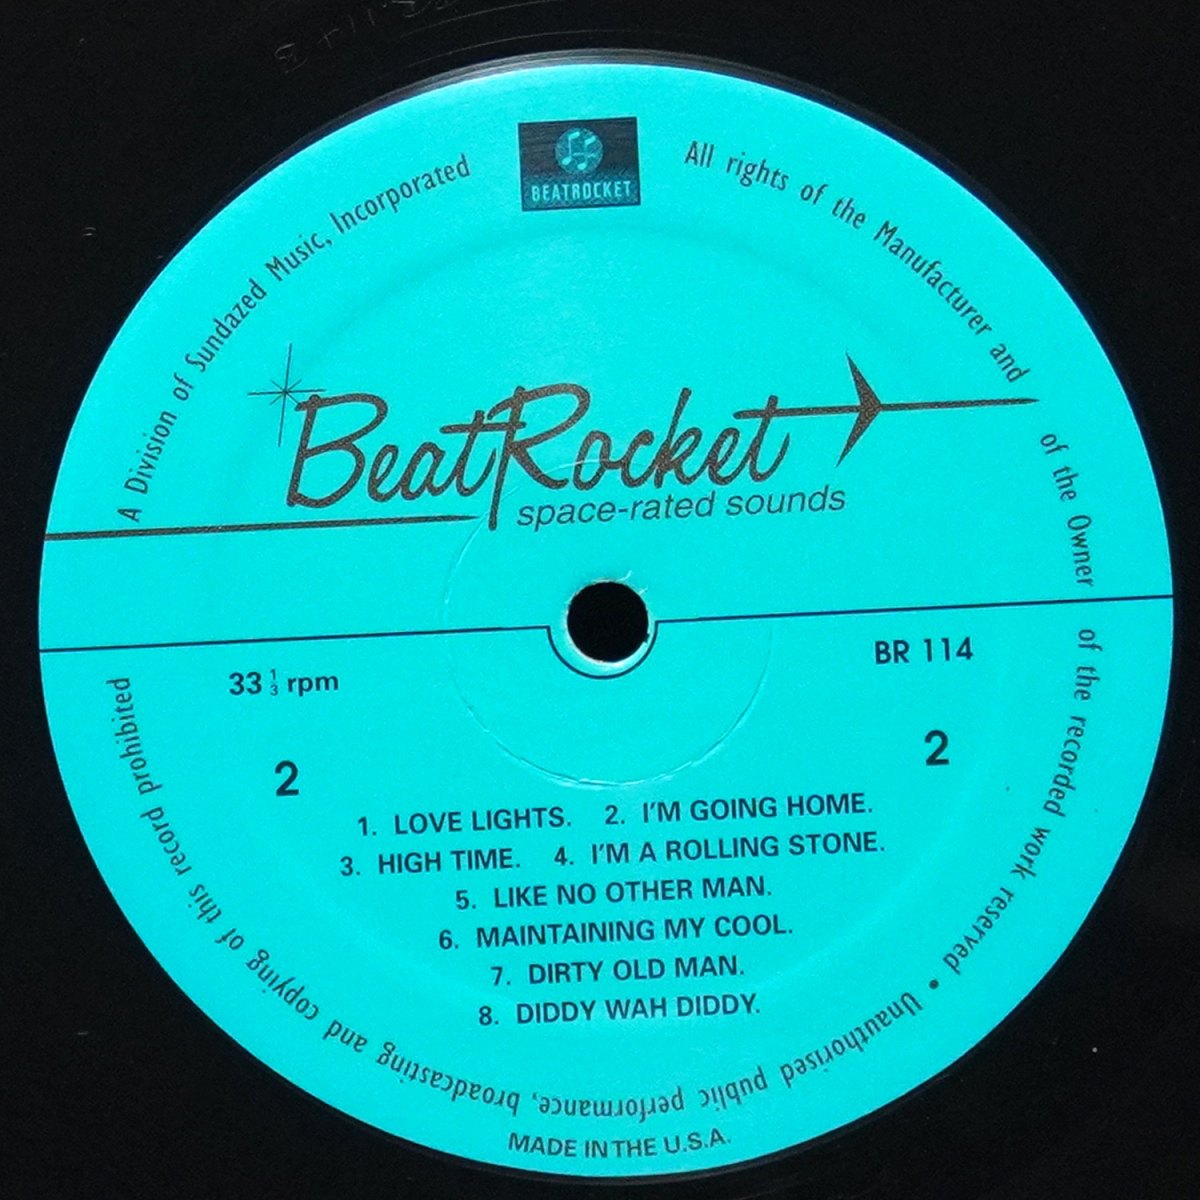 BEATROCKET
A Division of Sundazed Music, Incorporated
All rights of the Manufacturer and of the Owner of the recorded work reserved • Unauthorised public performance, broadcasting and copying of this record prohibited
BeatRocket
space-rated sounds
33 1/3 rpm
BR 114
2
2
1. LOVE LIGHTS. 2. I'M GOING HOME.
3. HIGH TIME. 4. I'M A ROLLING STONE.
5. LIKE NO OTHER MAN.
6. MAINTAINING MY COOL.
7. DIRTY OLD MAN.
8. DIDDY WAH DIDDY.
MADE IN THE U.S.A.